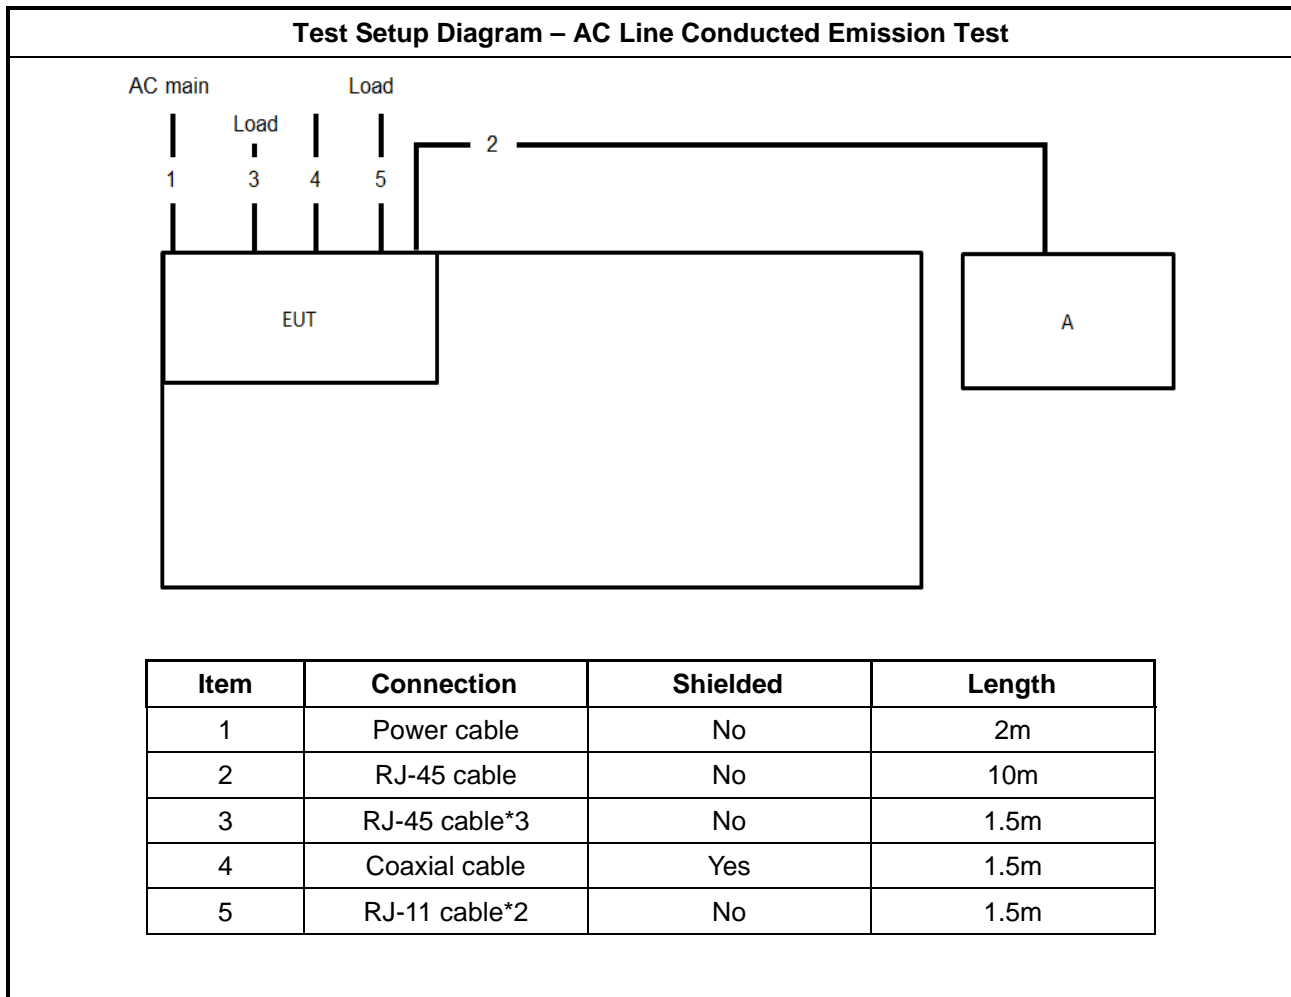 Test Setup Diagram – AC Line Conducted Emission Test
AC main Load
Load
2
1 3 4 5
EUT A
Item Connection Shielded Length
1 Power cable No 2m
2 RJ-45 cable No 10m
3 RJ-45 cable*3 No 1.5m
4 Coaxial cable Yes 1.5m
5 RJ-11 cable*2 No 1.5m